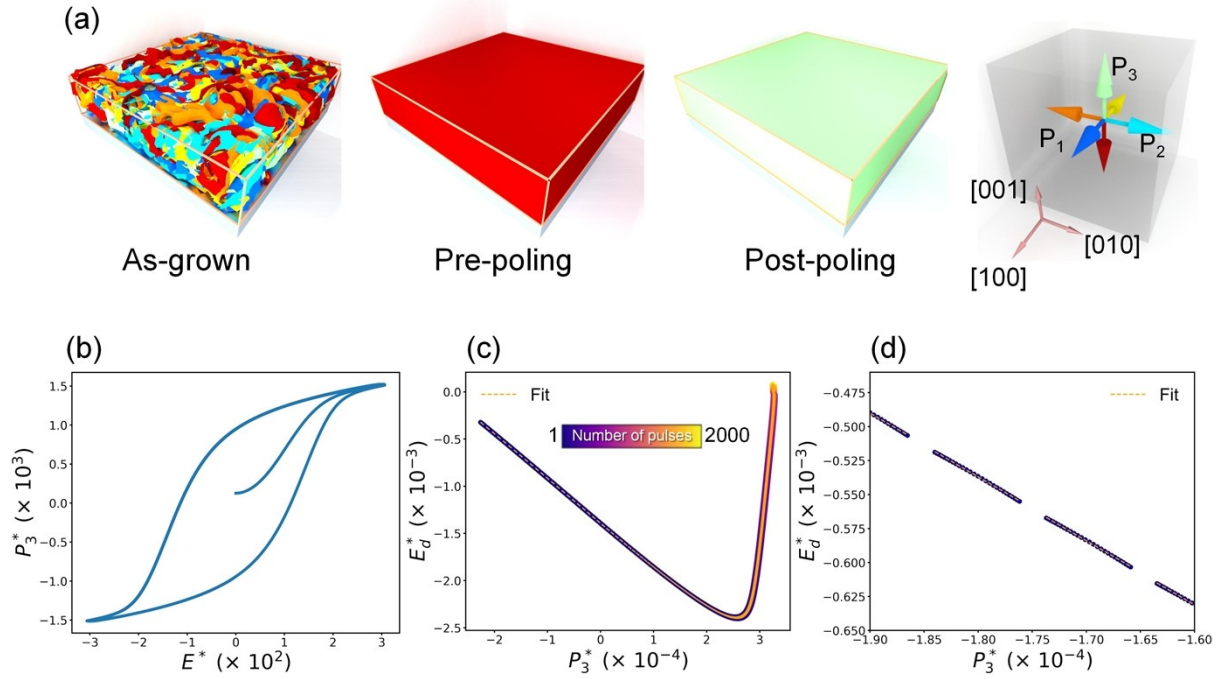 (a)
As-grown
Pre-poling
Post-poling
P3
P1
P2
[001]
[010]
[100]
(b)
P3* (× 10^3)
1.5
1.0
0.5
0.0
−0.5
−1.0
−1.5
−3 −2 −1 0 1 2 3
E* (× 10^2)
(c)
Fit
1 Number of pulses 2000
Ed* (× 10^−3)
0.0
−0.5
−1.0
−1.5
−2.0
−2.5
−2 −1 0 1 2 3
P3* (× 10^−4)
(d)
Fit
Ed* (× 10^−3)
−0.475
−0.500
−0.525
−0.550
−0.575
−0.600
−0.625
−0.650
−1.90 −1.85 −1.80 −1.75 −1.70 −1.65 −1.60
P3* (× 10^−4)